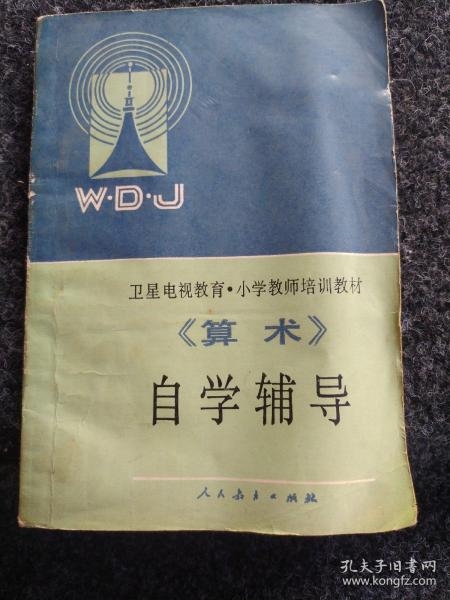 W·D·J
卫星电视教育·小学教师培训教材
《算术》
自学辅导
人民教育出版社
孔夫子旧书网
www.kongfz.com